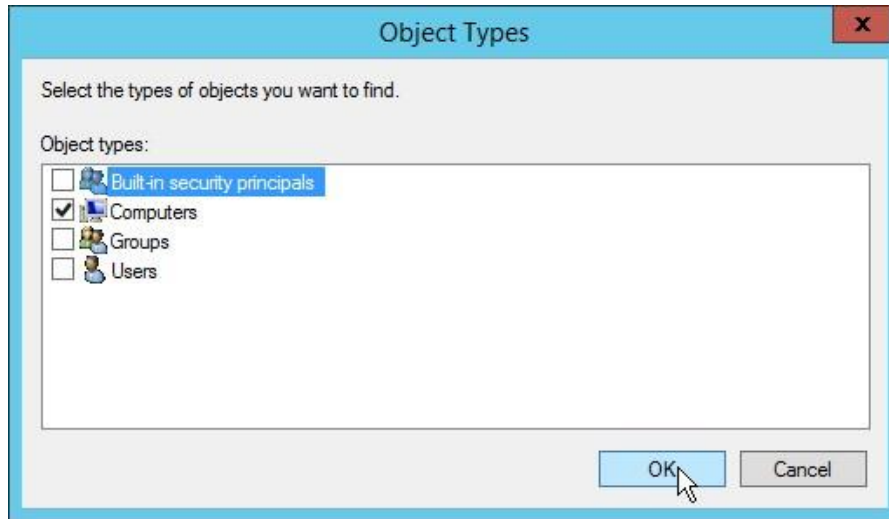 Object Types
x
Select the types of objects you want to find.
Object types:
Built-in security principals
Computers
Groups
Users
OK Cancel